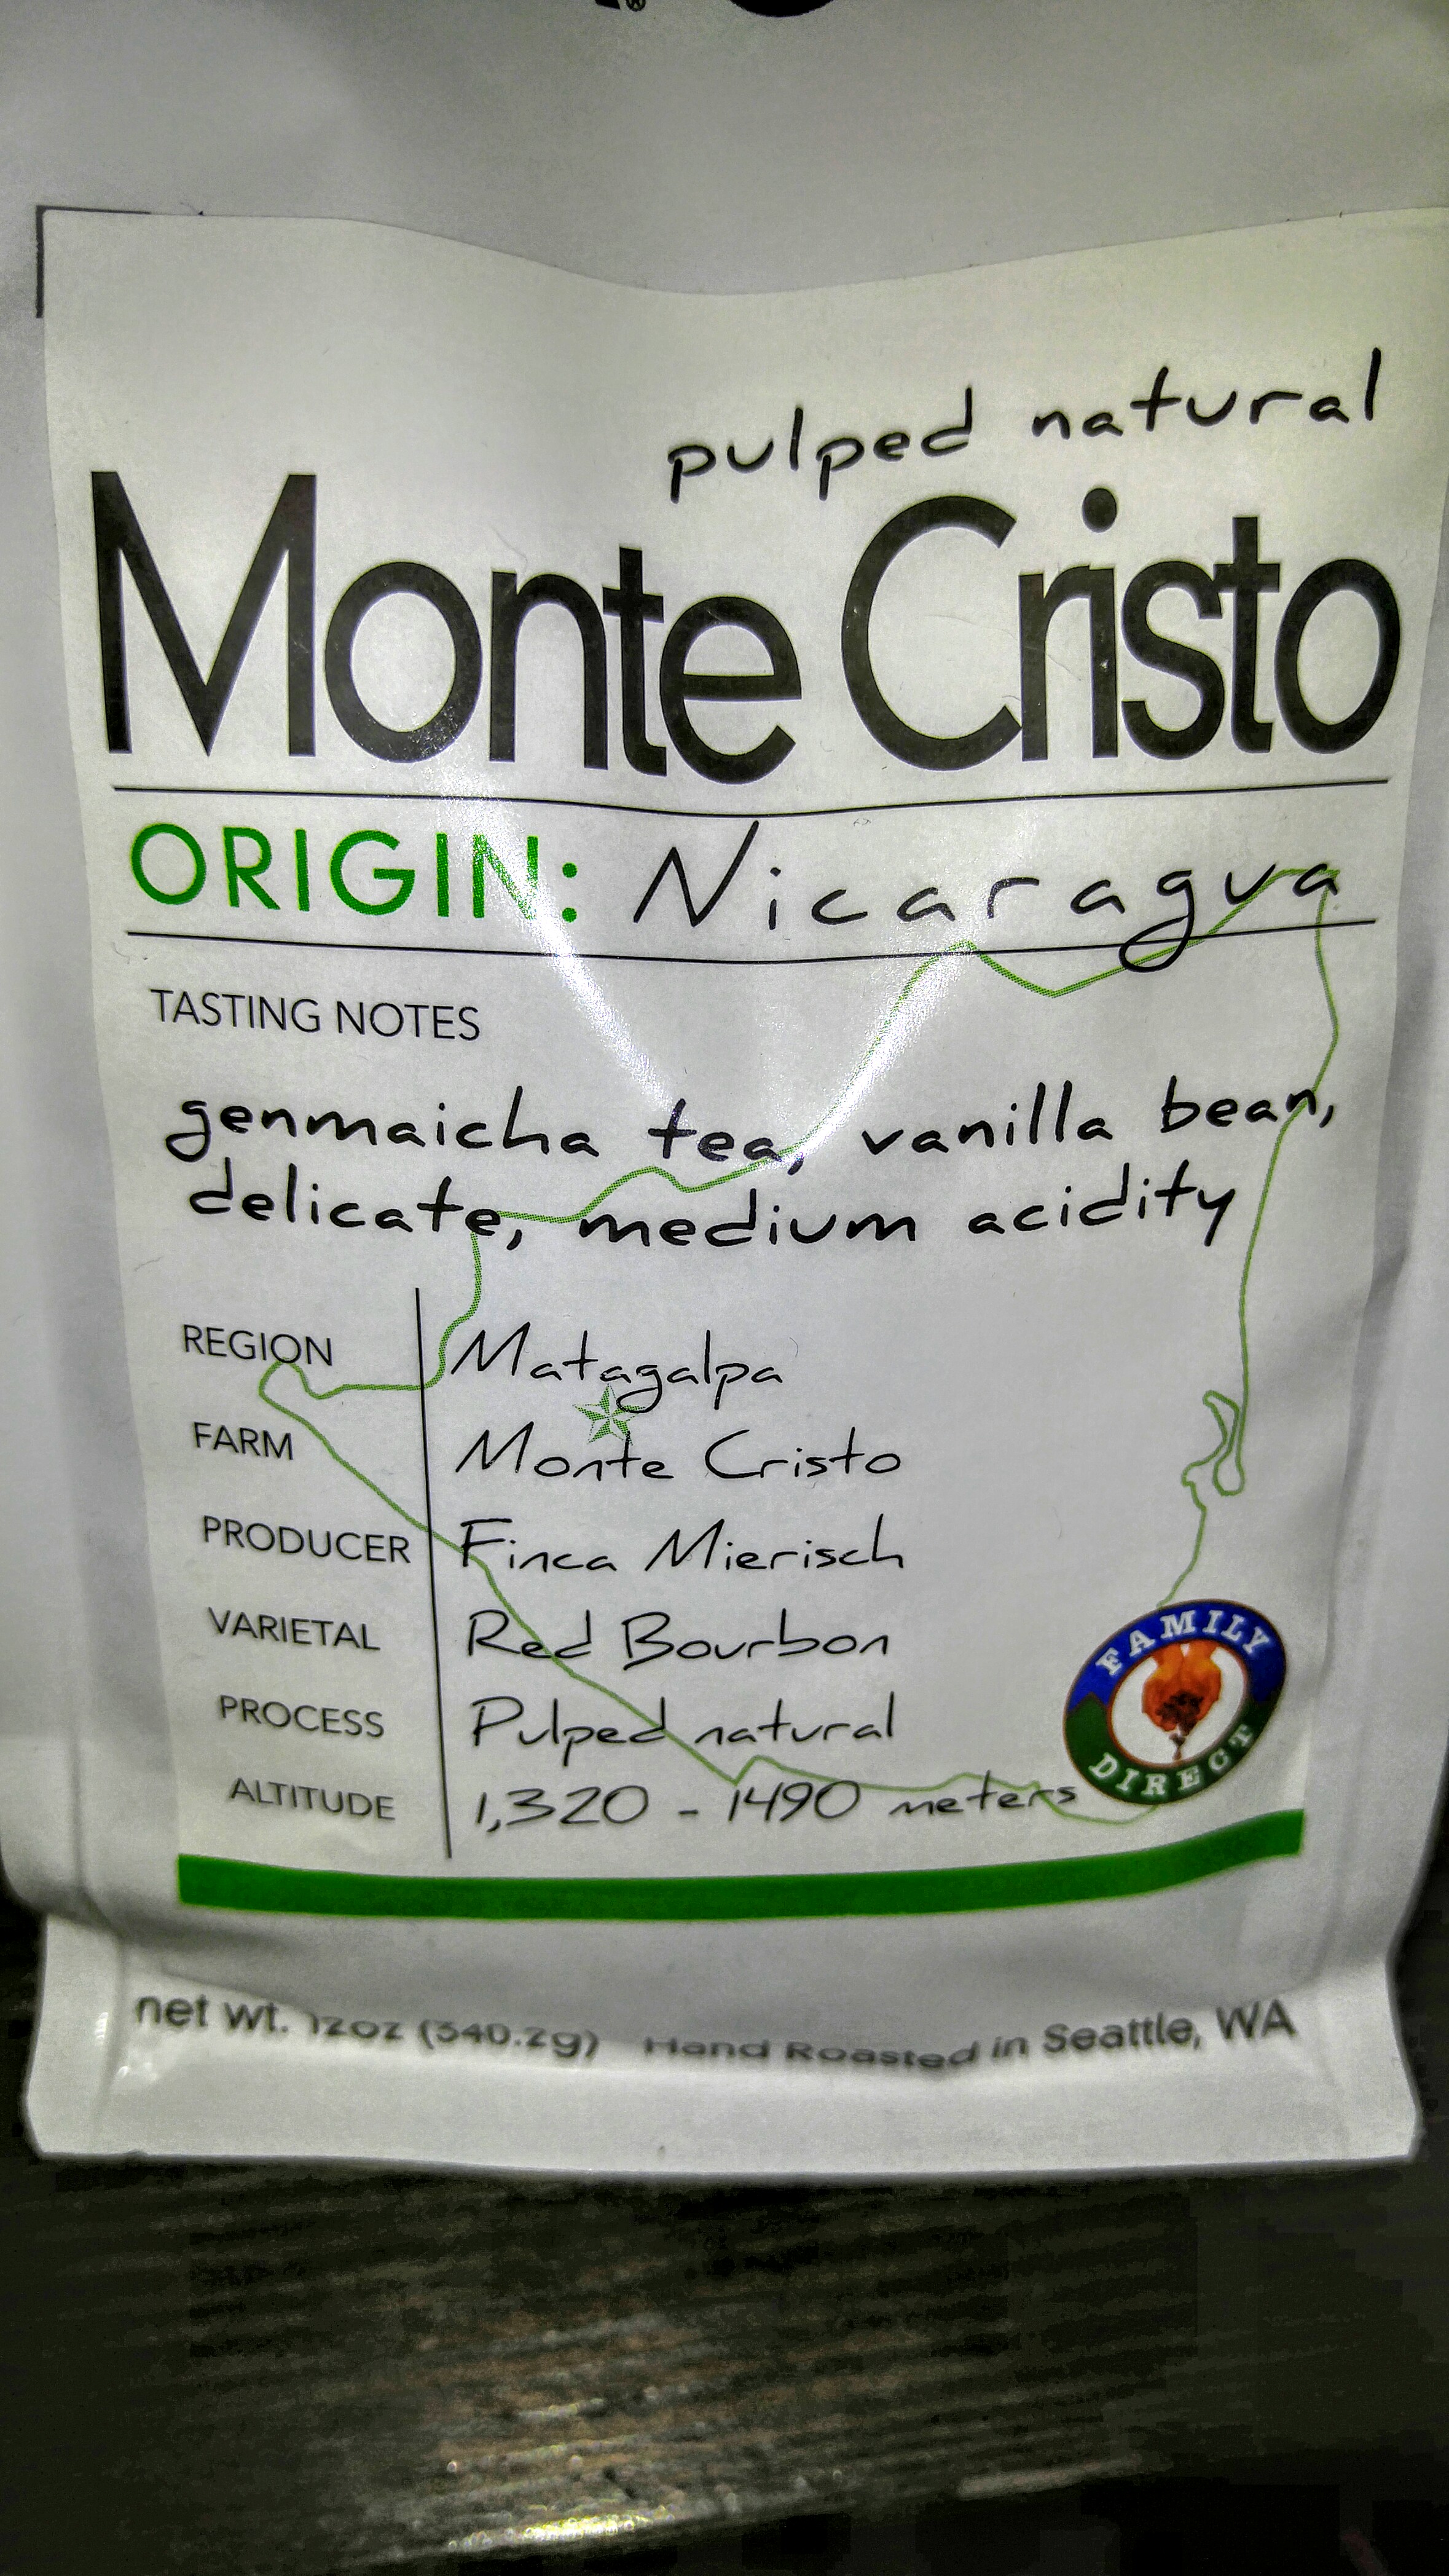 pulped natural
Monte Cristo
ORIGIN: Nicaragua
TASTING NOTES
genmaicha tea, vanilla bean,
delicate, medium acidity
REGION Matagalpa
FARM Monte Cristo
PRODUCER Finca Mierisch
VARIETAL Red Bourbon
PROCESS Pulped natural
ALTITUDE 1,320 - 1490 meters
FAMILY
DIRECT
net wt. 12oz (340.2g) Hand Roasted in Seattle, WA